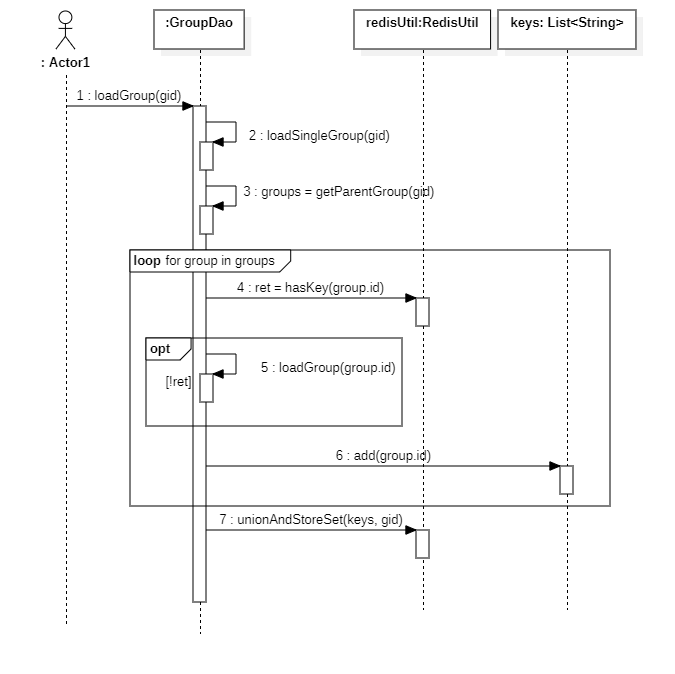 :GroupDao
redisUtil:RedisUtil
keys: List<String>
: Actor1
1 : loadGroup(gid)
2 : loadSingleGroup(gid)
3 : groups = getParentGroup(gid)
loop for group in groups
4 : ret = hasKey(group.id)
opt
5 : loadGroup(group.id)
[!ret]
6 : add(group.id)
7 : unionAndStoreSet(keys, gid)